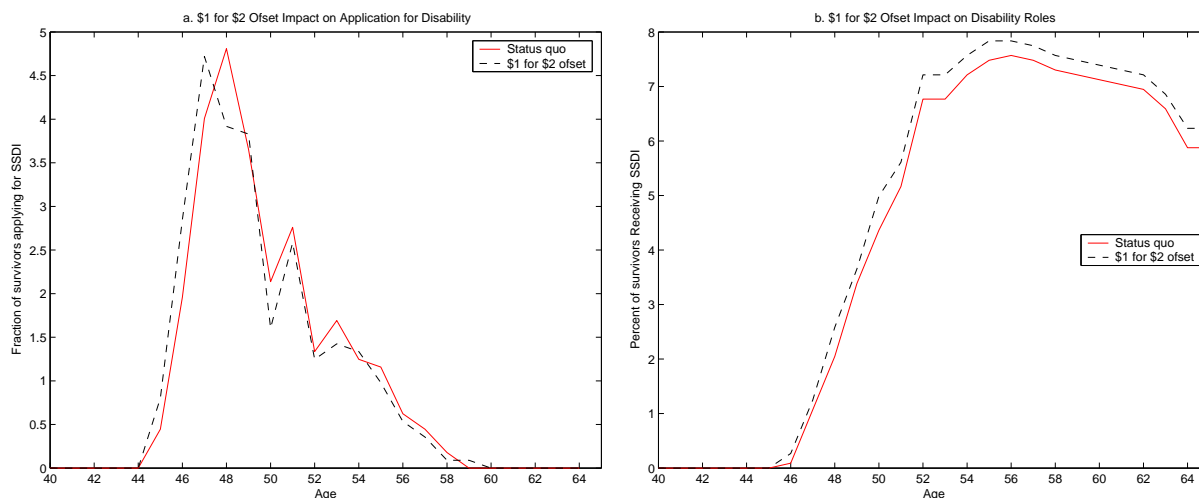 a. $1 for $2 Ofset Impact on Application for Disability
5
4.5
4
3.5
3
2.5
2
1.5
1
0.5
0
Fraction of survivors applying for SSDI
Status quo
$1 for $2 ofset
40 42 44 46 48 50 52 54 56 58 60 62 64
Age
b. $1 for $2 Ofset Impact on Disability Roles
8
7
6
5
4
3
2
1
0
Percent of survivors Receiving SSDI
Status quo
$1 for $2 ofset
40 42 44 46 48 50 52 54 56 58 60 62 64
Age